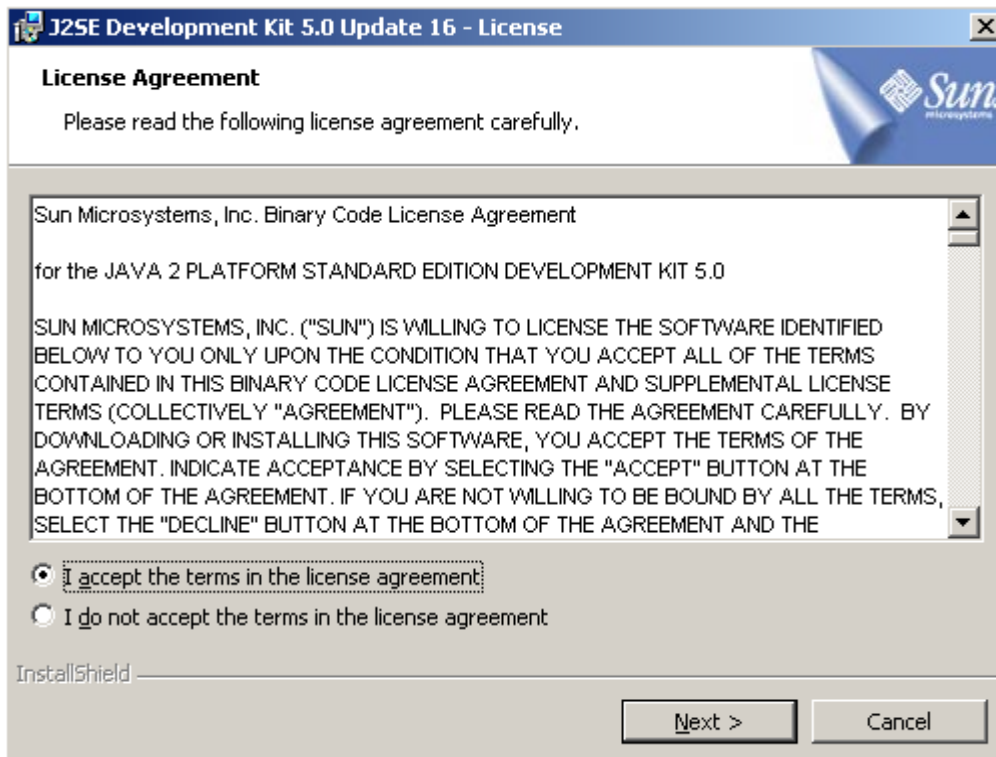 J2SE Development Kit 5.0 Update 16 - License
License Agreement
Please read the following license agreement carefully.
Sun
microsystems
Sun Microsystems, Inc. Binary Code License Agreement
for the JAVA 2 PLATFORM STANDARD EDITION DEVELOPMENT KIT 5.0
SUN MICROSYSTEMS, INC. ("SUN") IS WILLING TO LICENSE THE SOFTWARE IDENTIFIED
BELOW TO YOU ONLY UPON THE CONDITION THAT YOU ACCEPT ALL OF THE TERMS
CONTAINED IN THIS BINARY CODE LICENSE AGREEMENT AND SUPPLEMENTAL LICENSE
TERMS (COLLECTIVELY "AGREEMENT").  PLEASE READ THE AGREEMENT CAREFULLY.  BY
DOWNLOADING OR INSTALLING THIS SOFTWARE, YOU ACCEPT THE TERMS OF THE
AGREEMENT. INDICATE ACCEPTANCE BY SELECTING THE "ACCEPT" BUTTON AT THE
BOTTOM OF THE AGREEMENT. IF YOU ARE NOT WILLING TO BE BOUND BY ALL THE TERMS,
SELECT THE "DECLINE" BUTTON AT THE BOTTOM OF THE AGREEMENT AND THE
I accept the terms in the license agreement
I do not accept the terms in the license agreement
InstallShield
Next >
Cancel